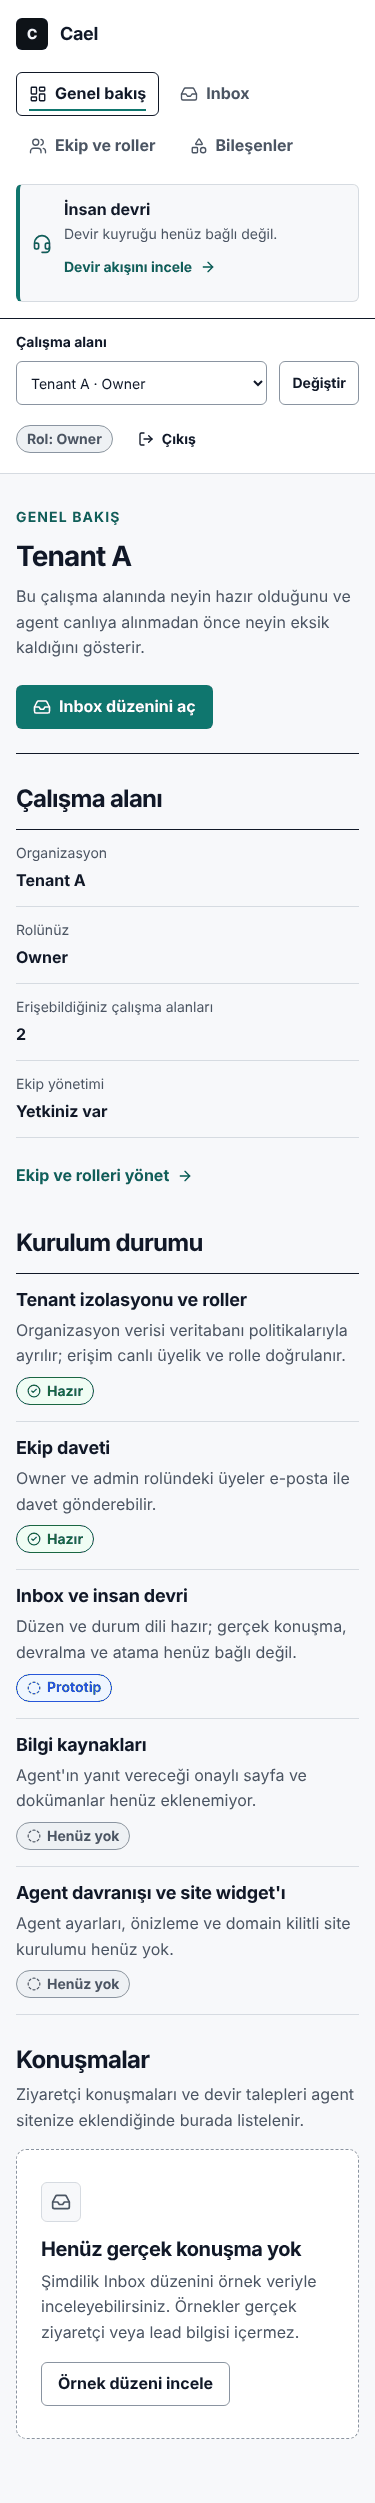 C Cael
Genel bakış Inbox
Ekip ve roller Bileşenler
İnsan devri
Devir kuyruğu henüz bağlı değil.
Devir akışını incele →
Çalışma alanı
Tenant A · Owner Değiştir
Rol: Owner Çıkış
GENEL BAKIŞ
Tenant A
Bu çalışma alanında neyin hazır olduğunu ve
agent canlıya alınmadan önce neyin eksik
kaldığını gösterir.
Inbox düzenini aç
Çalışma alanı
Organizasyon
Tenant A
Rolünüz
Owner
Erişebildiğiniz çalışma alanları
2
Ekip yönetimi
Yetkiniz var
Ekip ve rolleri yönet →
Kurulum durumu
Tenant izolasyonu ve roller
Organizasyon verisi veritabanı politikalarıyla
ayrılır; erişim canlı üyelik ve rolle doğrulanır.
Hazır
Ekip daveti
Owner ve admin rolündeki üyeler e-posta ile
davet gönderebilir.
Hazır
Inbox ve insan devri
Düzen ve durum dili hazır; gerçek konuşma,
devralma ve atama henüz bağlı değil.
Prototip
Bilgi kaynakları
Agent'ın yanıt vereceği onaylı sayfa ve
dokümanlar henüz eklenemiyor.
Henüz yok
Agent davranışı ve site widget'ı
Agent ayarları, önizleme ve domain kilitli site
kurulumu henüz yok.
Henüz yok
Konuşmalar
Ziyaretçi konuşmaları ve devir talepleri agent
sitenize eklendiğinde burada listelenir.
Henüz gerçek konuşma yok
Şimdilik Inbox düzenini örnek veriyle
inceleyebilirsiniz. Örnekler gerçek
ziyaretçi veya lead bilgisi içermez.
Örnek düzeni incele